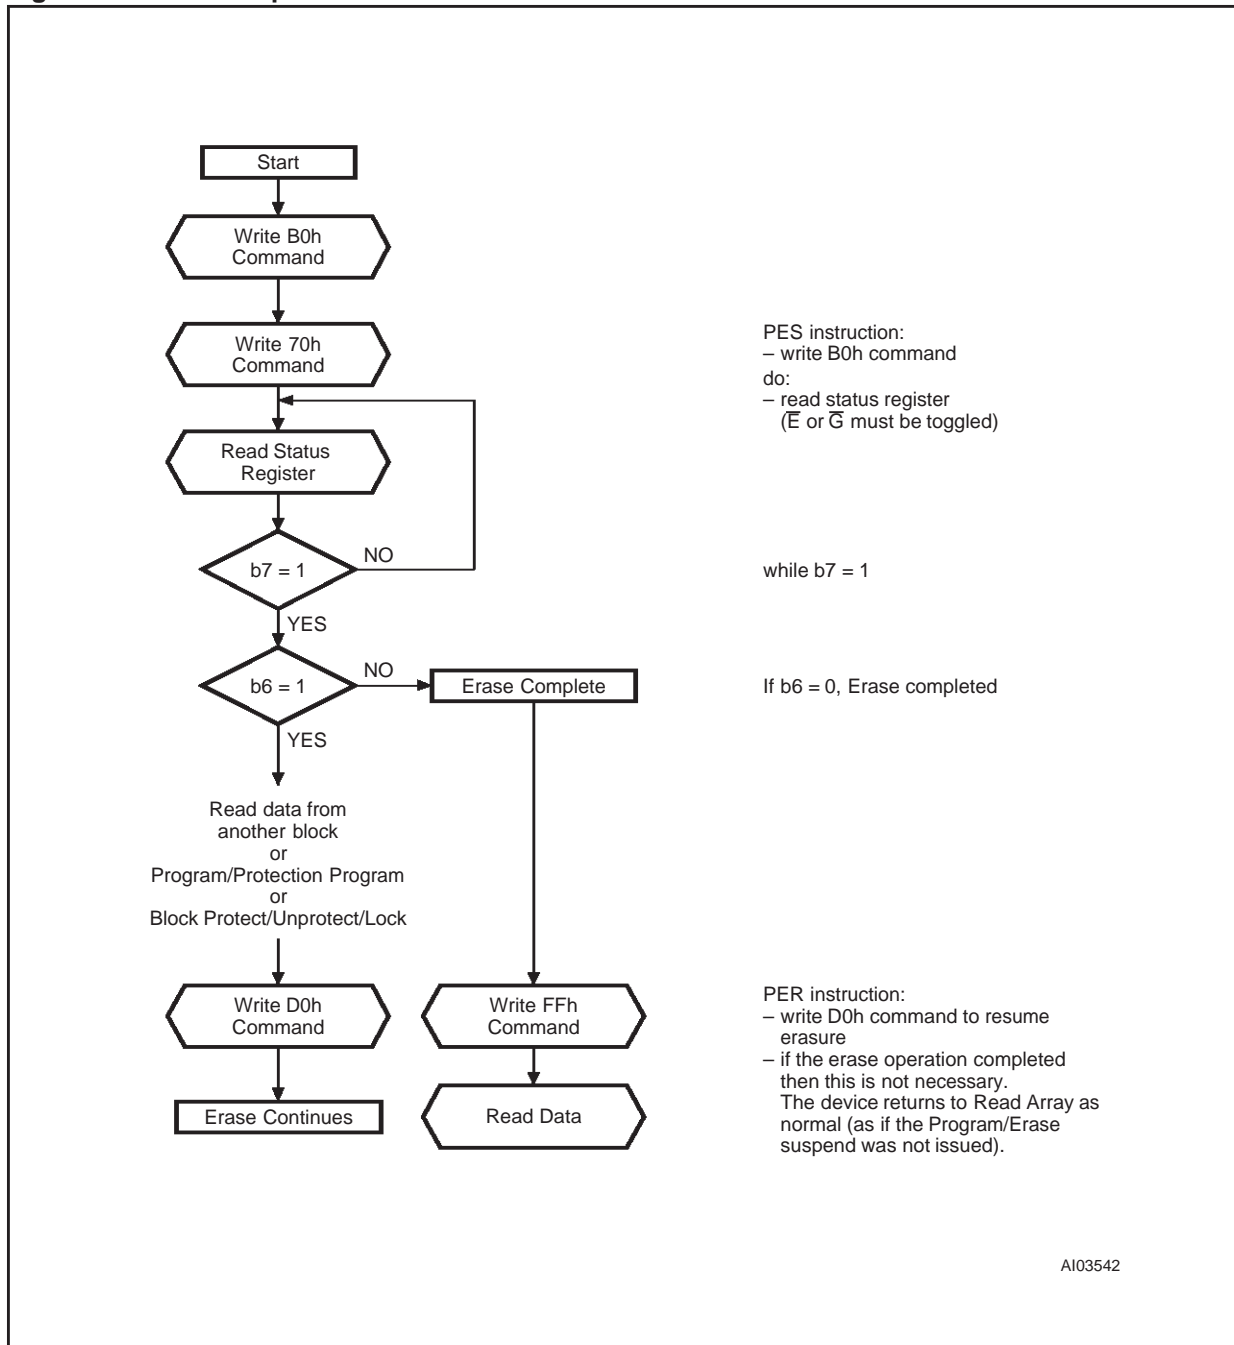 Start
Write B0h
Command
Write 70h
Command
PES instruction:
– write B0h command
do:
– read status register
(E̅ or G̅ must be toggled)
Read Status
Register
NO
b7 = 1
while b7 = 1
YES
NO
b6 = 1
Erase Complete
If b6 = 0, Erase completed
YES
Read data from
another block
or
Program/Protection Program
or
Block Protect/Unprotect/Lock
Write D0h
Command
Write FFh
Command
PER instruction:
– write D0h command to resume
erasure
– if the erase operation completed
then this is not necessary.
The device returns to Read Array as
normal (as if the Program/Erase
suspend was not issued).
Erase Continues
Read Data
AI03542